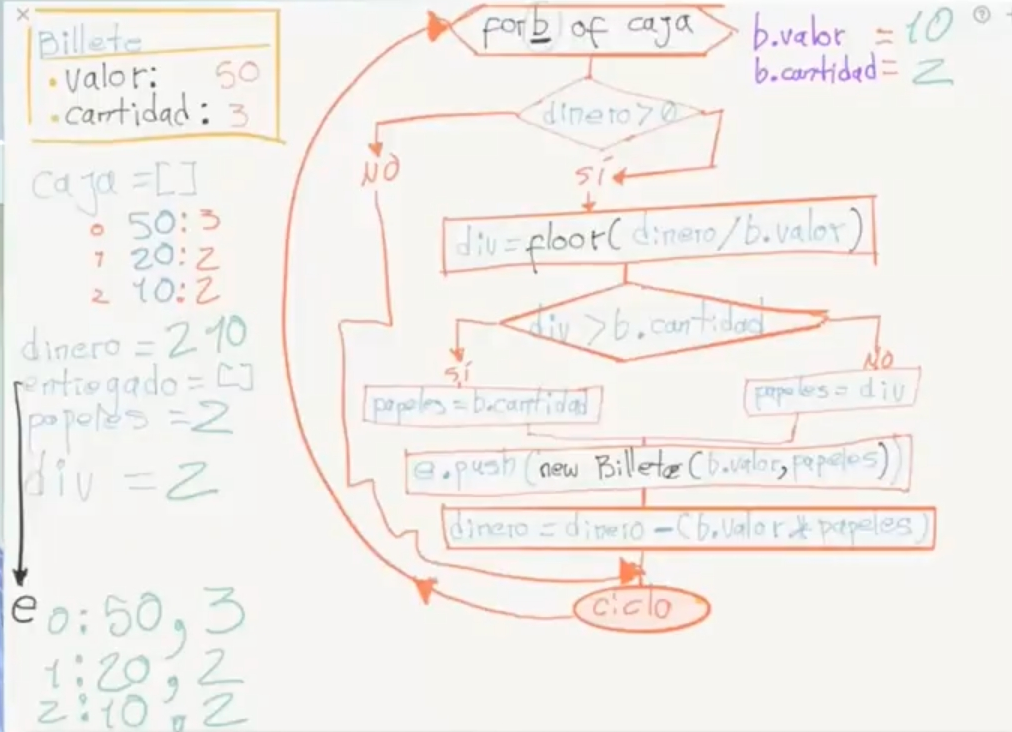 Billete
• valor: 50
• cantidad: 3
caja = []
0 50:3
1 20:2
2 10:2
dinero = 210
entregado = []
papeles = 2
div = 2
e 0:50, 3
1:20, 2
2:10, 2
for b of caja
dinero > 0
NO
SÍ
div = floor( dinero/b.valor)
div > b.cantidad
sí
NO
papeles = b.cantidad
papeles = div
e.push(new Billete(b.valor, papeles))
dinero = dinero - (b.valor * papeles)
ciclo
b.valor = 10
b.cantidad = 2